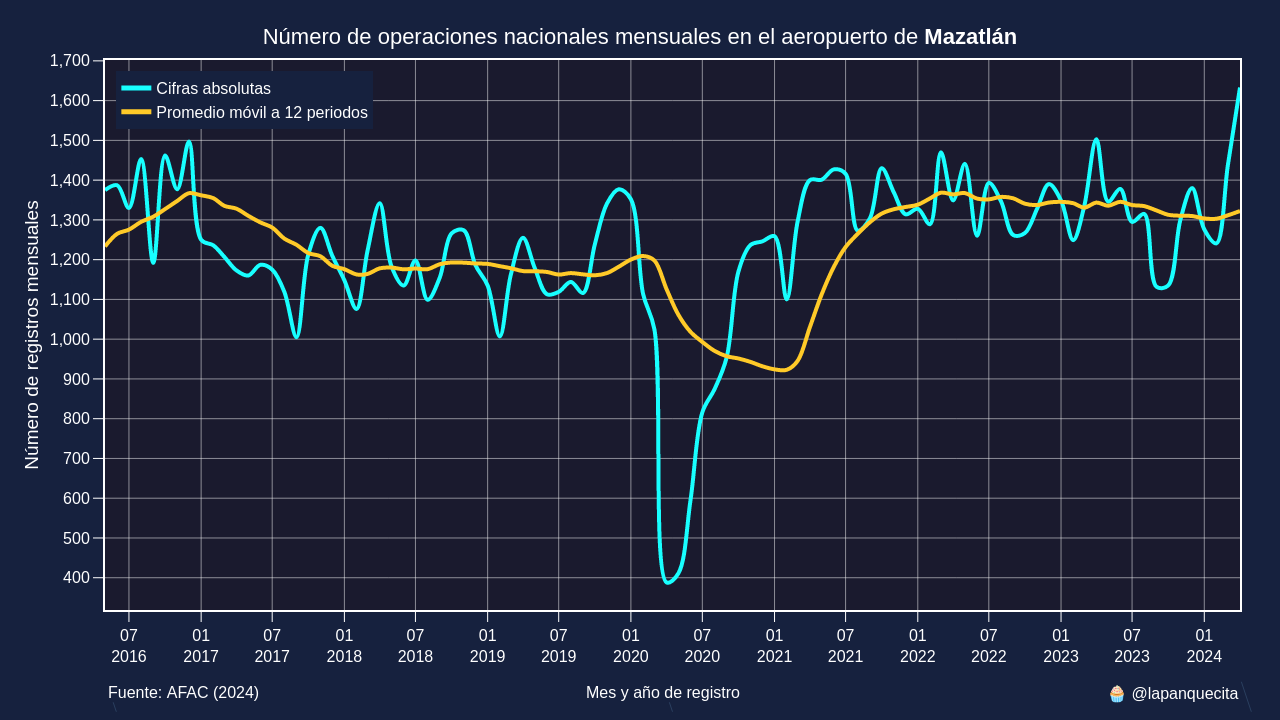 Número de operaciones nacionales mensuales en el aeropuerto de Mazatlán
Cifras absolutas
Promedio móvil a 12 periodos
Número de registros mensuales
1,700
1,600
1,500
1,400
1,300
1,200
1,100
1,000
900
800
700
600
500
400
07 01 07 01 07 01 07 01 07 01 07 01 07 01 07 01
2016 2017 2017 2018 2018 2019 2019 2020 2020 2021 2021 2022 2022 2023 2023 2024
Fuente: AFAC (2024) Mes y año de registro 🧁 @lapanquecita